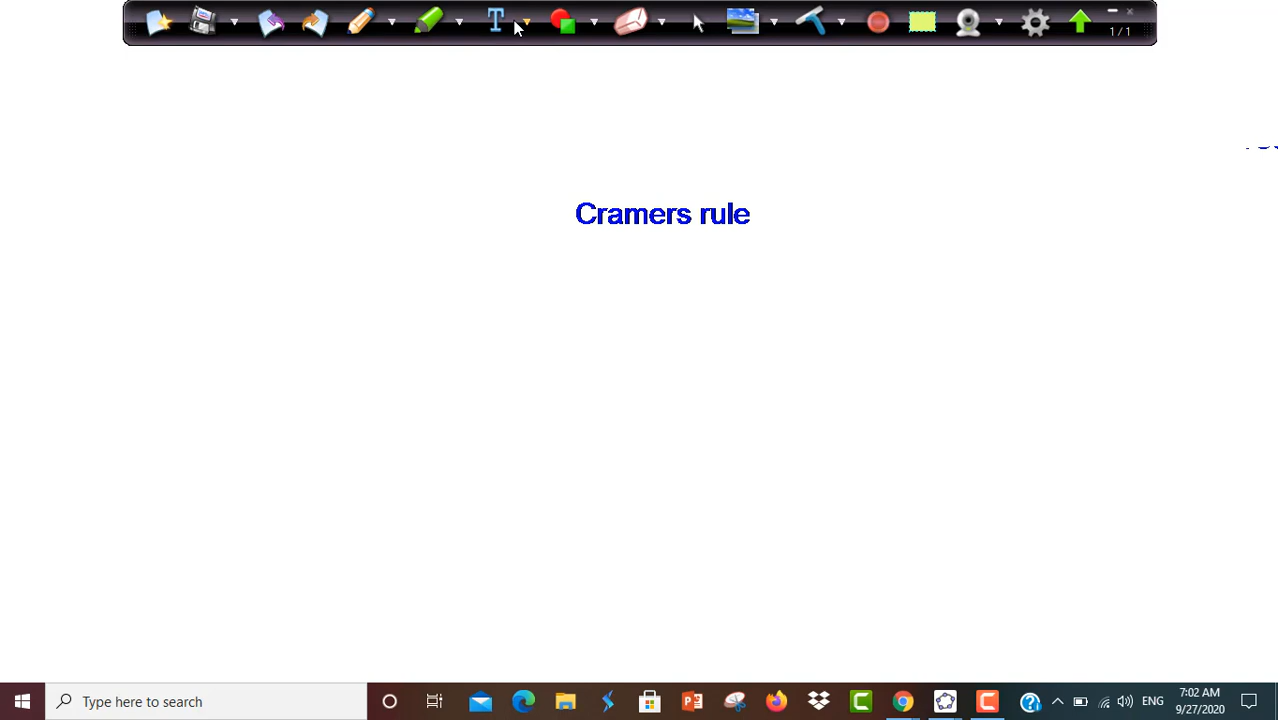 1/1
Cramers rule
Type here to search
ENG
7:02 AM
9/27/2020